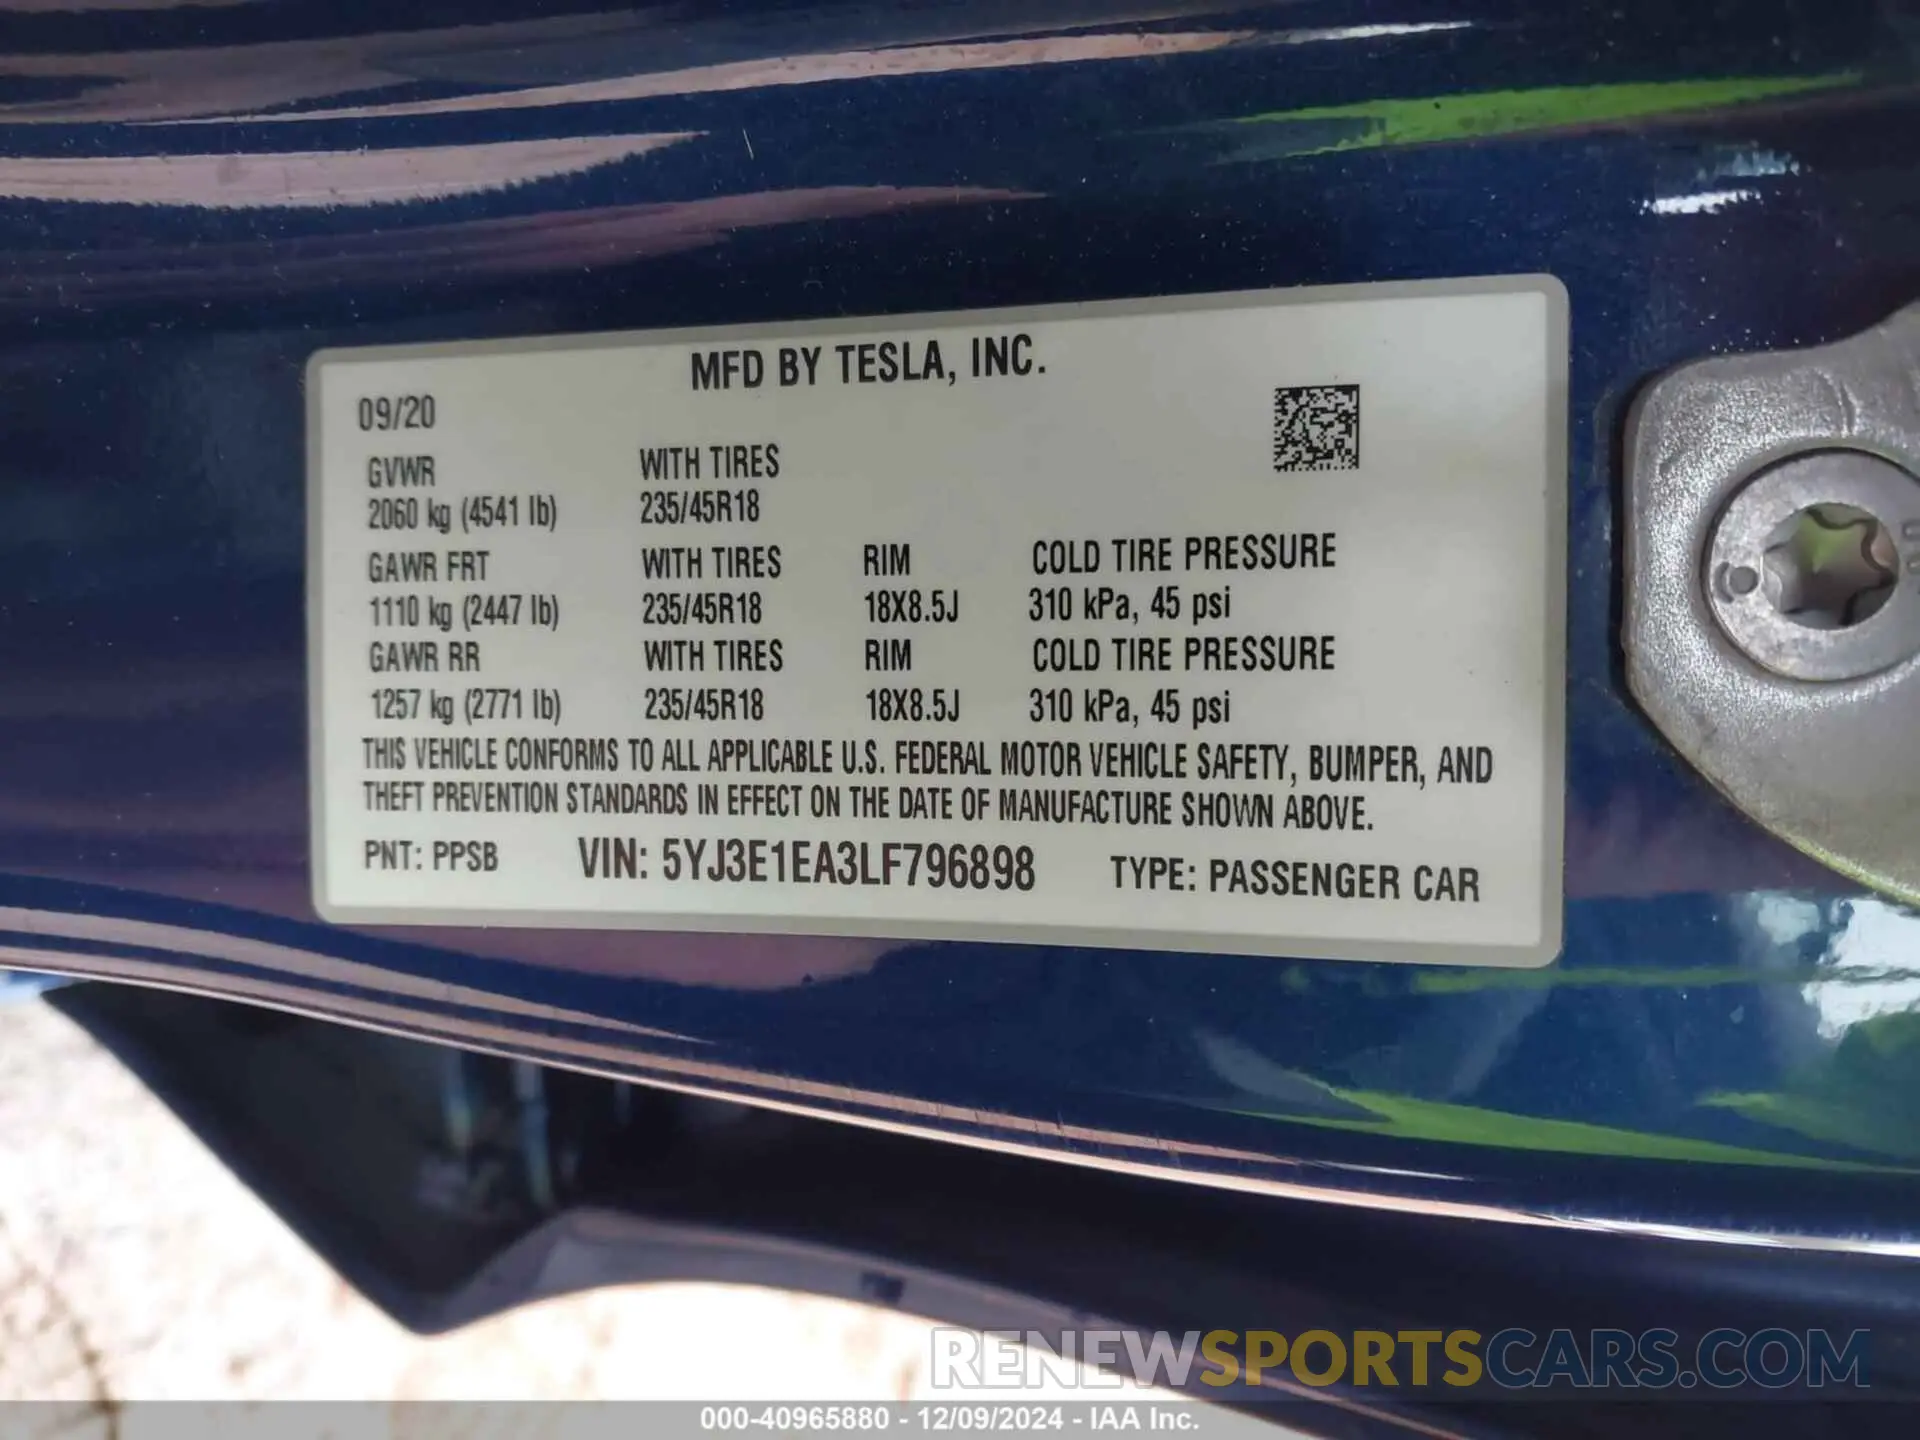 MFD BY TESLA, INC.
09/20
GVWR WITH TIRES
2060 kg (4541 lb) 235/45R18
GAWR FRT WITH TIRES RIM COLD TIRE PRESSURE
1110 kg (2447 lb) 235/45R18 18X8.5J 310 kPa, 45 psi
GAWR RR WITH TIRES RIM COLD TIRE PRESSURE
1257 kg (2771 lb) 235/45R18 18X8.5J 310 kPa, 45 psi
THIS VEHICLE CONFORMS TO ALL APPLICABLE U.S. FEDERAL MOTOR VEHICLE SAFETY, BUMPER, AND
THEFT PREVENTION STANDARDS IN EFFECT ON THE DATE OF MANUFACTURE SHOWN ABOVE.
PNT: PPSB VIN: 5YJ3E1EA3LF796898 TYPE: PASSENGER CAR
RENEWSPORTSCARS.COM
000-40965880 - 12/09/2024 - IAA Inc.